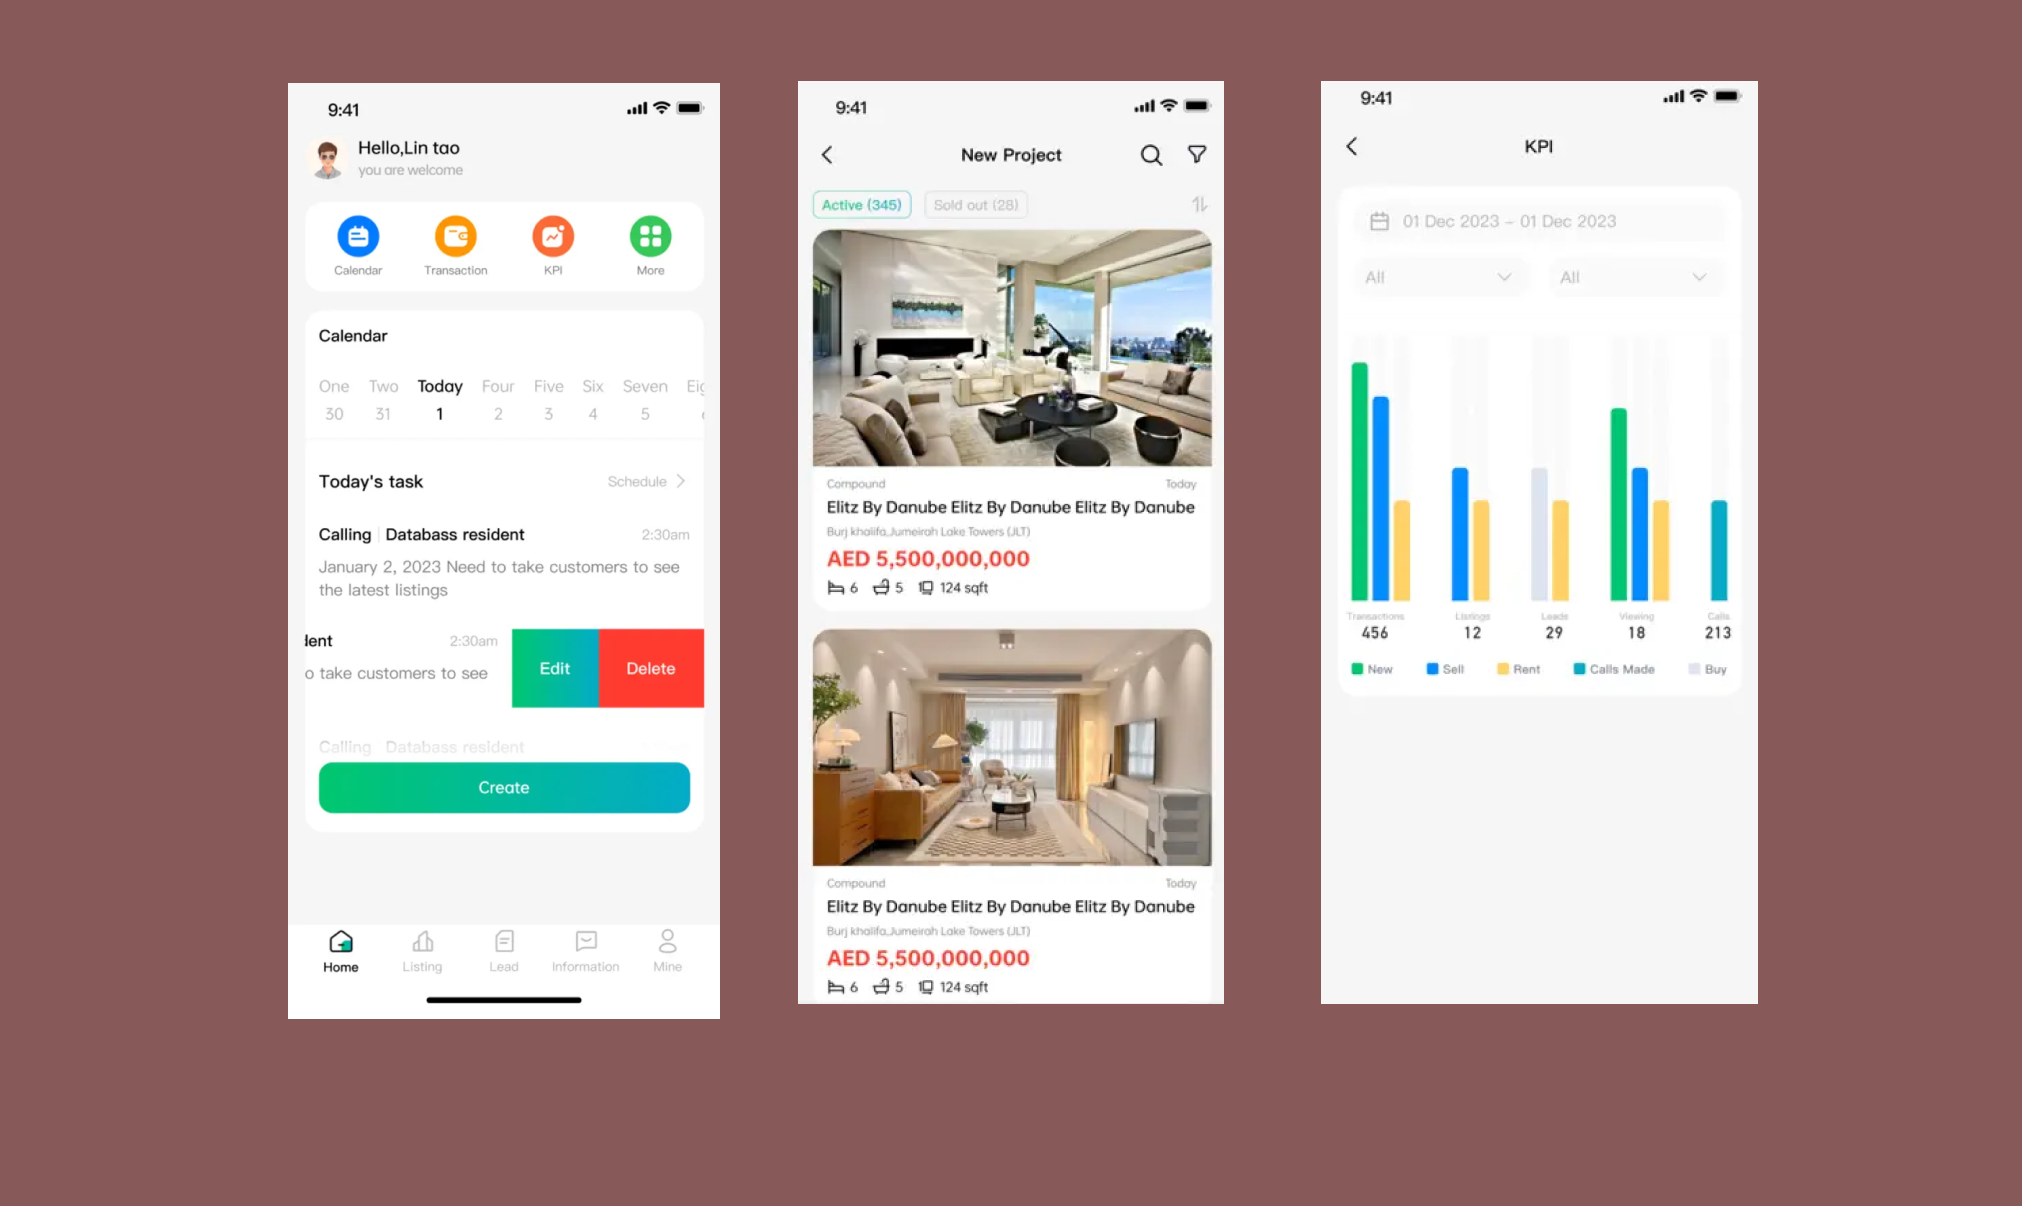 9:41
Hello,Lin tao
you are welcome
Calendar Transaction KPI More
Calendar
One Two Today Four Five Six Seven
30 31 1 2 3 4 5
Today's task Schedule
Calling Databass resident 2:30am
January 2, 2023 Need to take customers to see
the latest listings
dent 2:30am
o take customers to see
Edit Delete
Calling Databass resident
Create
Home Listing Lead Information Mine
9:41
New Project
Active (345) Sold out (28)
Compound Today
Elitz By Danube Elitz By Danube Elitz By Danube
Burj khalifa,Jumeirah Lake Towers (JLT)
AED 5,500,000,000
6 5 124 sqft
Compound Today
Elitz By Danube Elitz By Danube Elitz By Danube
Burj khalifa,Jumeirah Lake Towers (JLT)
AED 5,500,000,000
6 5 124 sqft
9:41
KPI
01 Dec 2023 – 01 Dec 2023
All All
Transactions Listings Leads Viewing Calls
456 12 29 18 213
New Sell Rent Calls Made Buy